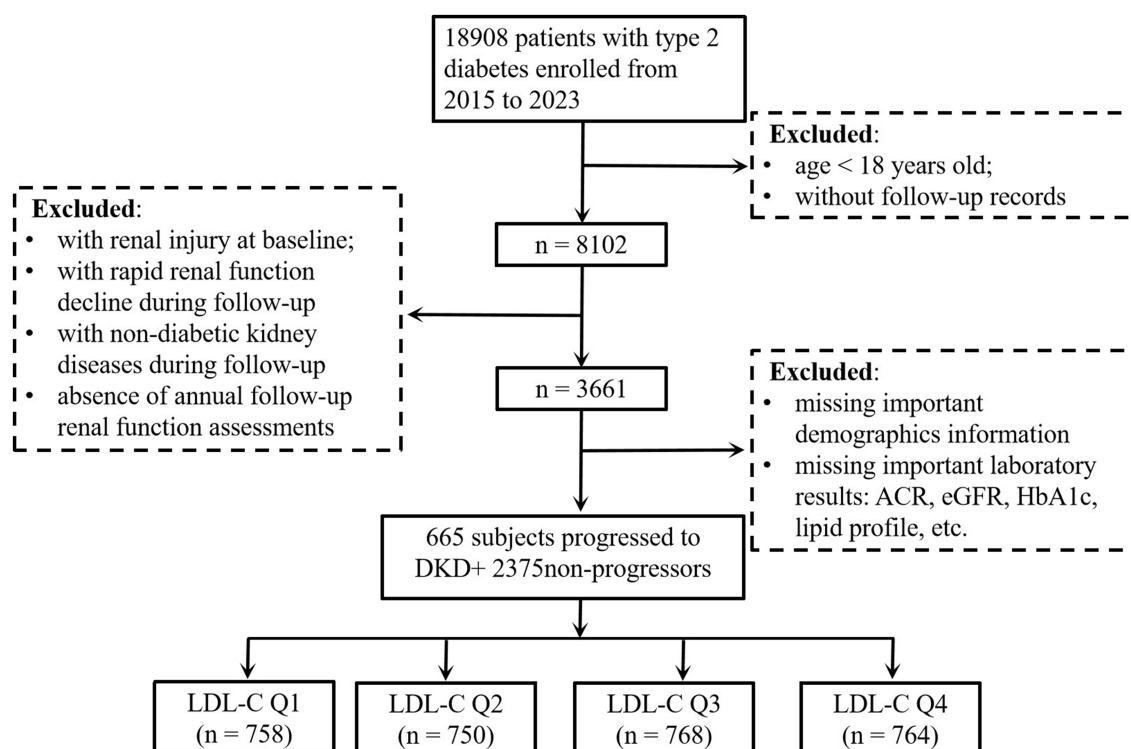 18908 patients with type 2
diabetes enrolled from
2015 to 2023
Excluded:
• age < 18 years old;
• without follow-up records
n = 8102
Excluded:
• with renal injury at baseline;
• with rapid renal function
decline during follow-up
• with non-diabetic kidney
diseases during follow-up
• absence of annual follow-up
renal function assessments
n = 3661
Excluded:
• missing important
demographics information
• missing important laboratory
results: ACR, eGFR, HbA1c,
lipid profile, etc.
665 subjects progressed to
DKD+ 2375non-progressors
LDL-C Q1
(n = 758)
LDL-C Q2
(n = 750)
LDL-C Q3
(n = 768)
LDL-C Q4
(n = 764)